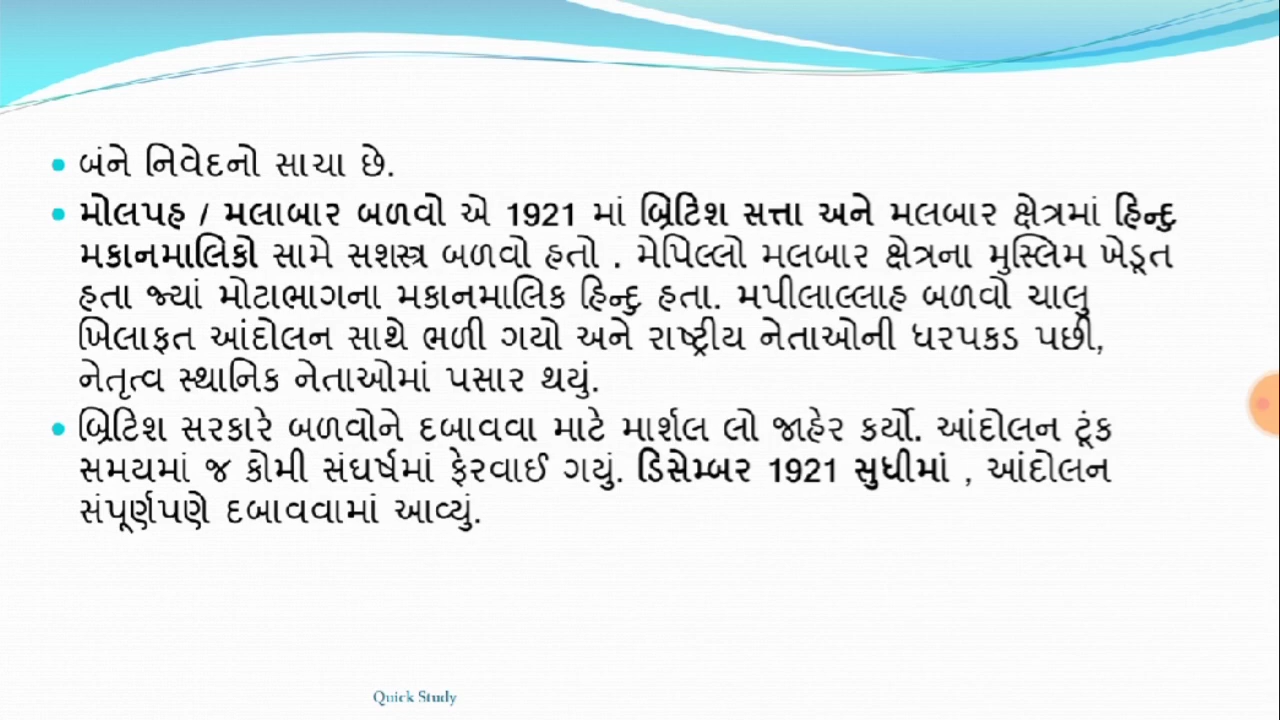 બંને નિવેદનો સાચા છે.
મોલપહ / મલાબાર બળવો એ 1921 માં બ્રિટિશ સત્તા અને મલબાર ક્ષેત્રમાં હિન્દુ
મકાનમાલિકો સામે સશસ્ત્ર બળવો હતો . મેપિલ્લો મલબાર ક્ષેત્રના મુસ્લિમ ખેડૂત
હતા જ્યાં મોટાભાગના મકાનમાલિક હિન્દુ હતા. મપીલાલ્લાહ બળવો ચાલુ
ખિલાફત આંદોલન સાથે ભળી ગયો અને રાષ્ટ્રીય નેતાઓની ધરપકડ પછી,
નેતૃત્વ સ્થાનિક નેતાઓમાં પસાર થયું.
બ્રિટિશ સરકારે બળવોને દબાવવા માટે માર્શલ લો જાહેર કર્યો. આંદોલન ટૂંક
સમયમાં જ કોમી સંઘર્ષમાં ફેરવાઈ ગયું. ડિસેમ્બર 1921 સુધીમાં , આંદોલન
સંપૂર્ણપણે દબાવવામાં આવ્યું.
Quick Study